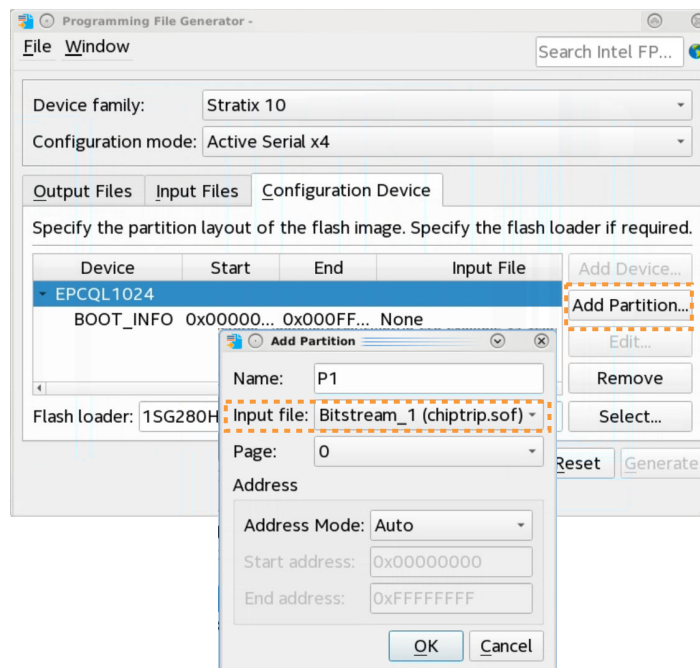 Programming File Generator -
File Window
Search Intel FP...
Device family: Stratix 10
Configuration mode: Active Serial x4
Output Files Input Files Configuration Device
Specify the partition layout of the flash image. Specify the flash loader if required.
Device Start End Input File
Add Device...
EPCQL1024
Add Partition...
BOOT_INFO 0x00000... 0x000FF... None
Edit...
Remove
Flash loader: 1SG280H
Select...
Reset
Generate
Add Partition
Name: P1
Input file: Bitstream_1 (chiptrip.sof)
Page: 0
Address
Address Mode: Auto
Start address: 0x00000000
End address: 0xFFFFFFFF
OK Cancel